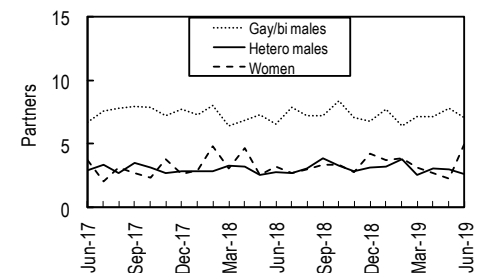 15
Gay/bi males
Hetero males
Women
10
Partners
5
0
Jun-17
Sep-17
Dec-17
Mar-18
Jun-18
Sep-18
Dec-18
Mar-19
Jun-19